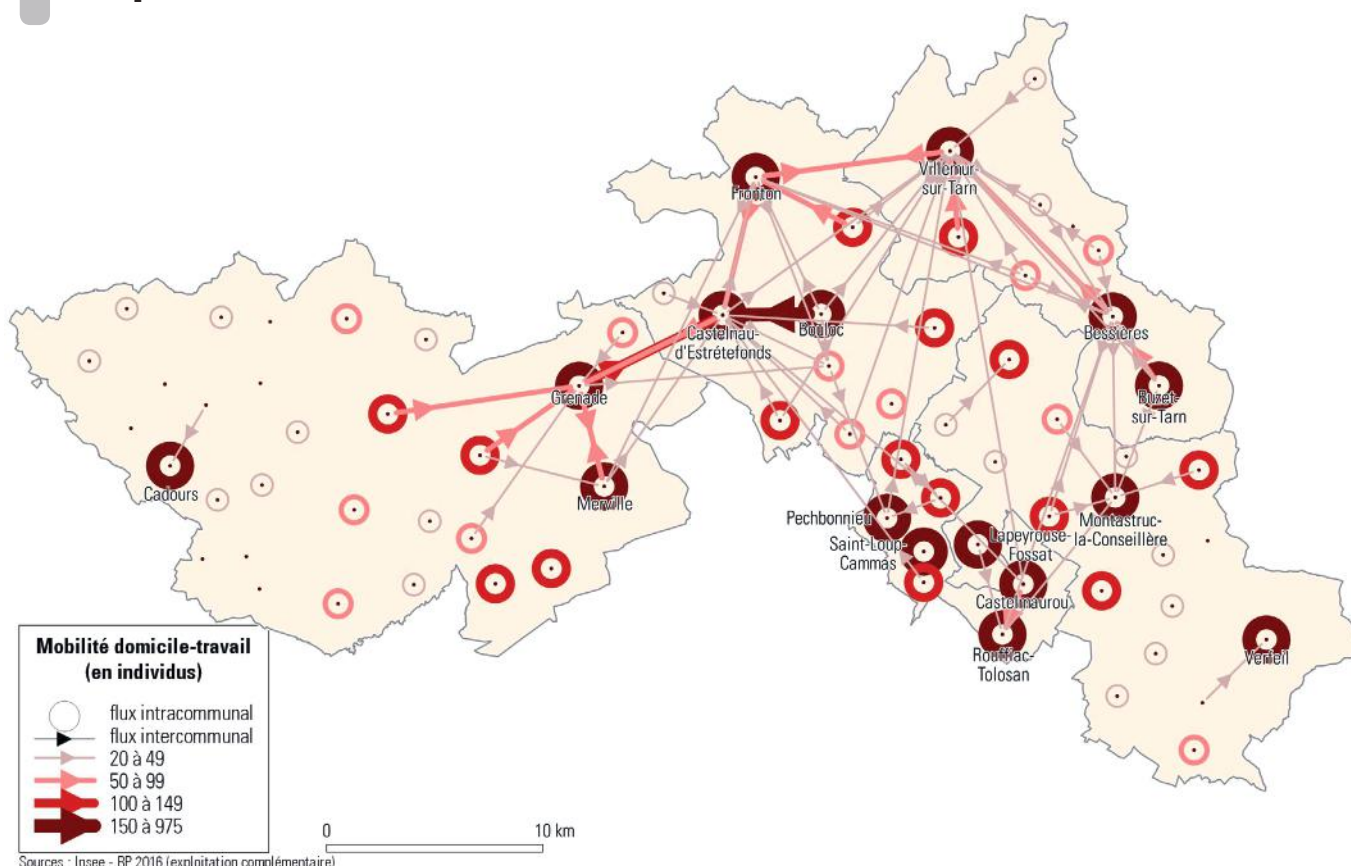 Villemur-
sur-Tarn
Fronton
Castelnau-
d'Estrétefonds
Bouloc
Bessières
Grenade
Buzet-
sur-Tarn
Cadours
Merville
Pechbonnieu
Saint-Loup-
Cammas
Lapeyrouse-
Fossat
Montastruc-
la-Conseillère
Castelmaurou
Rouffiac-
Tolosan
Verfeil
Mobilité domicile-travail
(en individus)
flux intracommunal
flux intercommunal
20 à 49
50 à 99
100 à 149
150 à 975
0 10 km
Sources : Insee - RP 2016 (exploitation complémentaire)